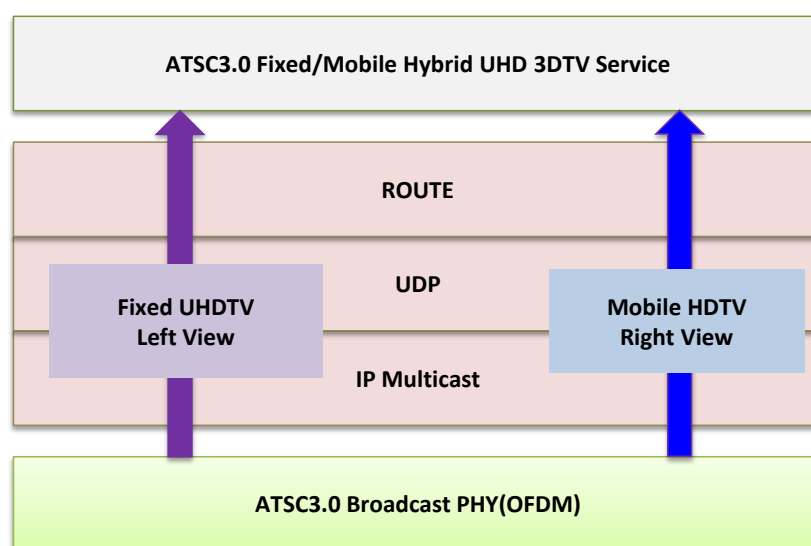 ATSC3.0 Fixed/Mobile Hybrid UHD 3DTV Service
ROUTE
UDP
Fixed UHDTV
Left View
Mobile HDTV
Right View
IP Multicast
ATSC3.0 Broadcast PHY(OFDM)